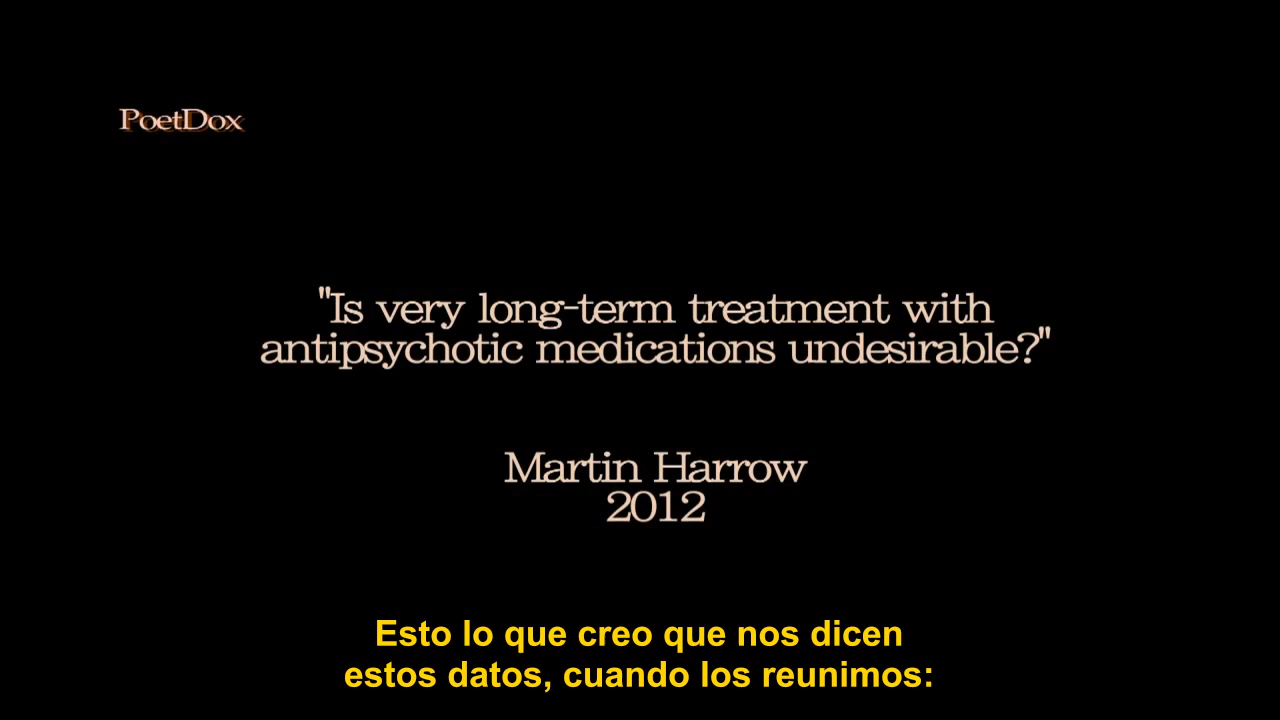 PoetDox
"Is very long-term treatment with
antipsychotic medications undesirable?"
Martin Harrow
2012
Esto lo que creo que nos dicen
estos datos, cuando los reunimos: